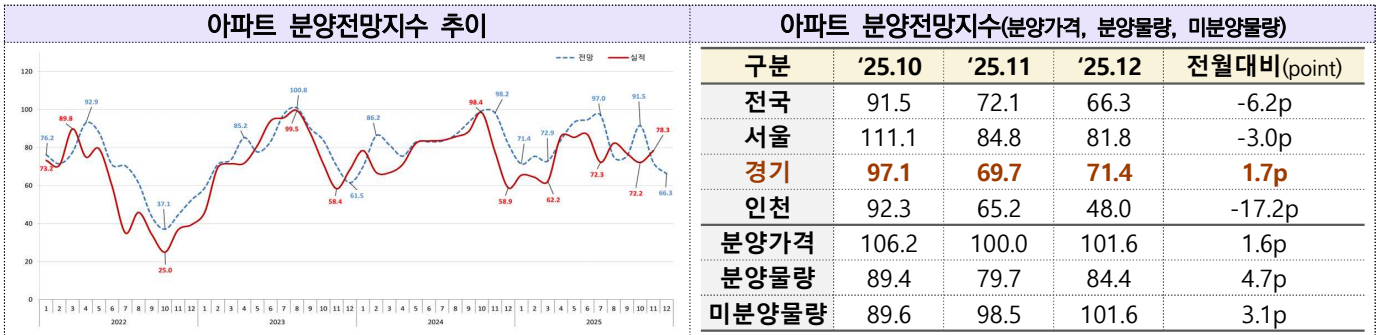 아파트 분양전망지수 추이
전망 실적
120
100
80
60
40
20
0
76.2
73.2
89.8
92.9
37.1
25.0
85.2
100.8
99.5
58.4
61.5
86.2
98.4
98.2
58.9
71.4
72.9
62.2
97.0
72.3
91.5
72.2
78.3
66.3
1 2 3 4 5 6 7 8 9 10 11 12 1 2 3 4 5 6 7 8 9 10 11 12 1 2 3 4 5 6 7 8 9 10 11 12 1 2 3 4 5 6 7 8 9 10 11 12
2022 2023 2024 2025
아파트 분양전망지수(분양가격, 분양물량, 미분양물량)
구분 ‘25.10 ‘25.11 ‘25.12 전월대비(point)
전국 91.5 72.1 66.3 -6.2p
서울 111.1 84.8 81.8 -3.0p
경기 97.1 69.7 71.4 1.7p
인천 92.3 65.2 48.0 -17.2p
분양가격 106.2 100.0 101.6 1.6p
분양물량 89.4 79.7 84.4 4.7p
미분양물량 89.6 98.5 101.6 3.1p